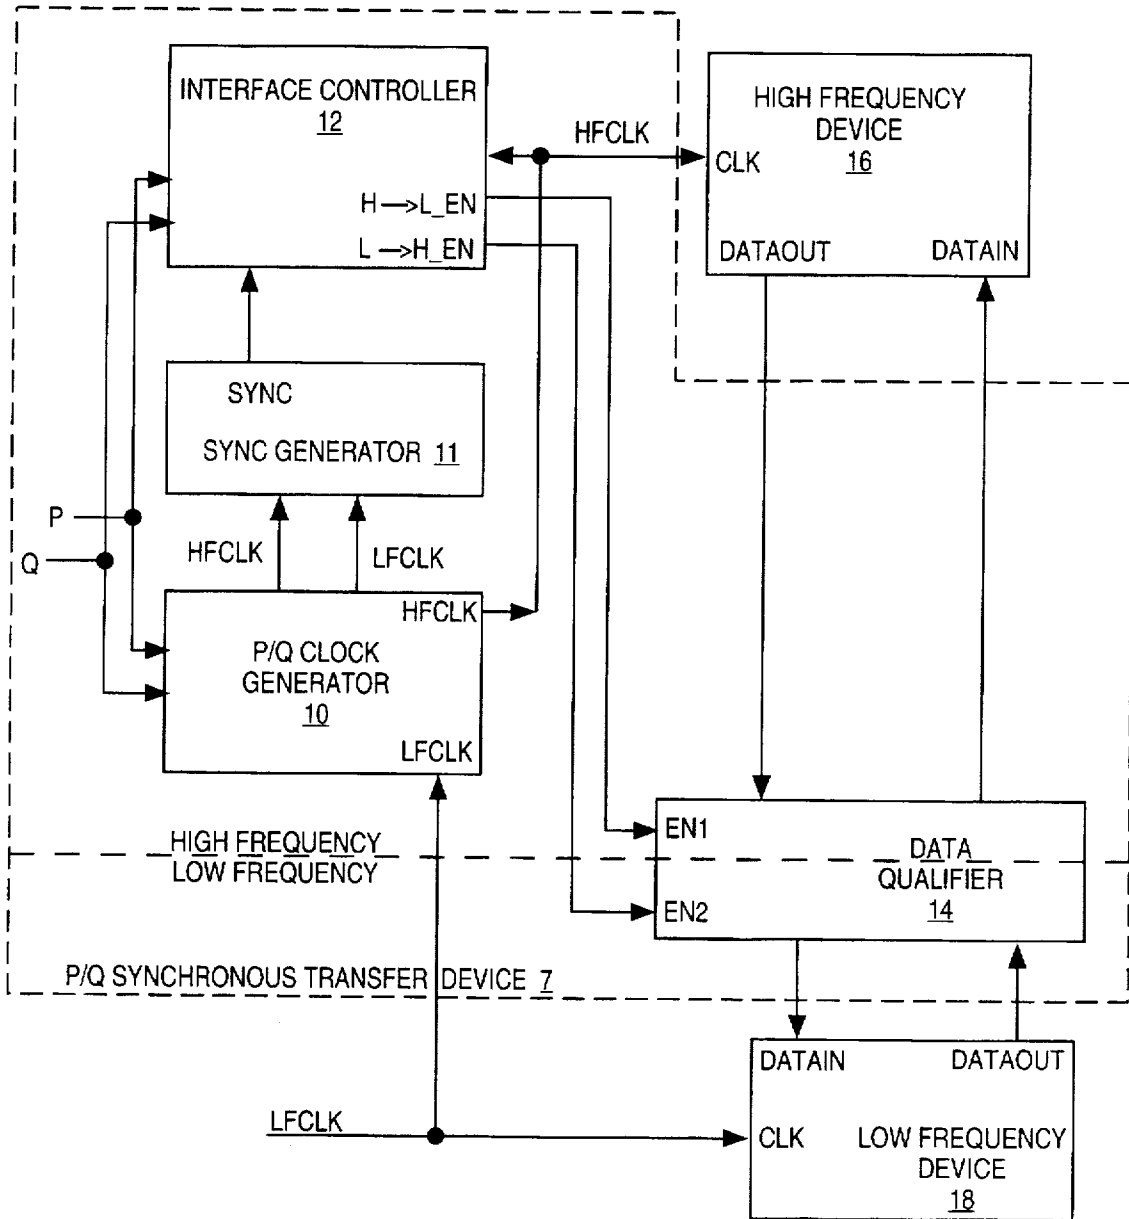 INTERFACE CONTROLLER
12
H —>L_EN
L —>H_EN
HFCLK
HIGH FREQUENCY
DEVICE
16
CLK
DATAOUT
DATAIN
SYNC
SYNC GENERATOR 11
P
Q
HFCLK
LFCLK
HFCLK
P/Q CLOCK
GENERATOR
10
LFCLK
HIGH FREQUENCY
LOW FREQUENCY
EN1
EN2
DATA
QUALIFIER
14
P/Q SYNCHRONOUS TRANSFER DEVICE 7
DATAIN
DATAOUT
LFCLK
CLK
LOW FREQUENCY
DEVICE
18